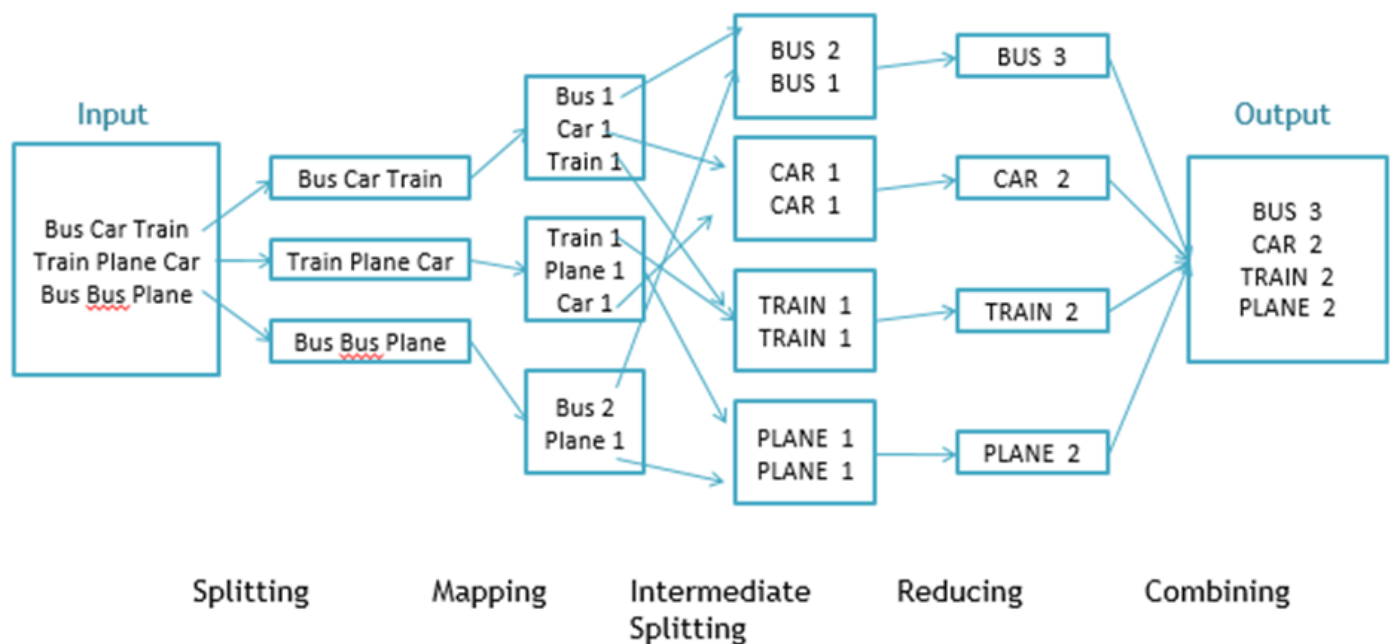 Input
Bus Car Train
Train Plane Car
Bus Bus Plane
Bus Car Train
Train Plane Car
Bus Bus Plane
Bus 1
Car 1
Train 1
Train 1
Plane 1
Car 1
Bus 2
Plane 1
BUS 2
BUS 1
CAR 1
CAR 1
TRAIN 1
TRAIN 1
PLANE 1
PLANE 1
BUS 3
CAR 2
TRAIN 2
PLANE 2
Output
BUS 3
CAR 2
TRAIN 2
PLANE 2
Splitting
Mapping
Intermediate
Splitting
Reducing
Combining